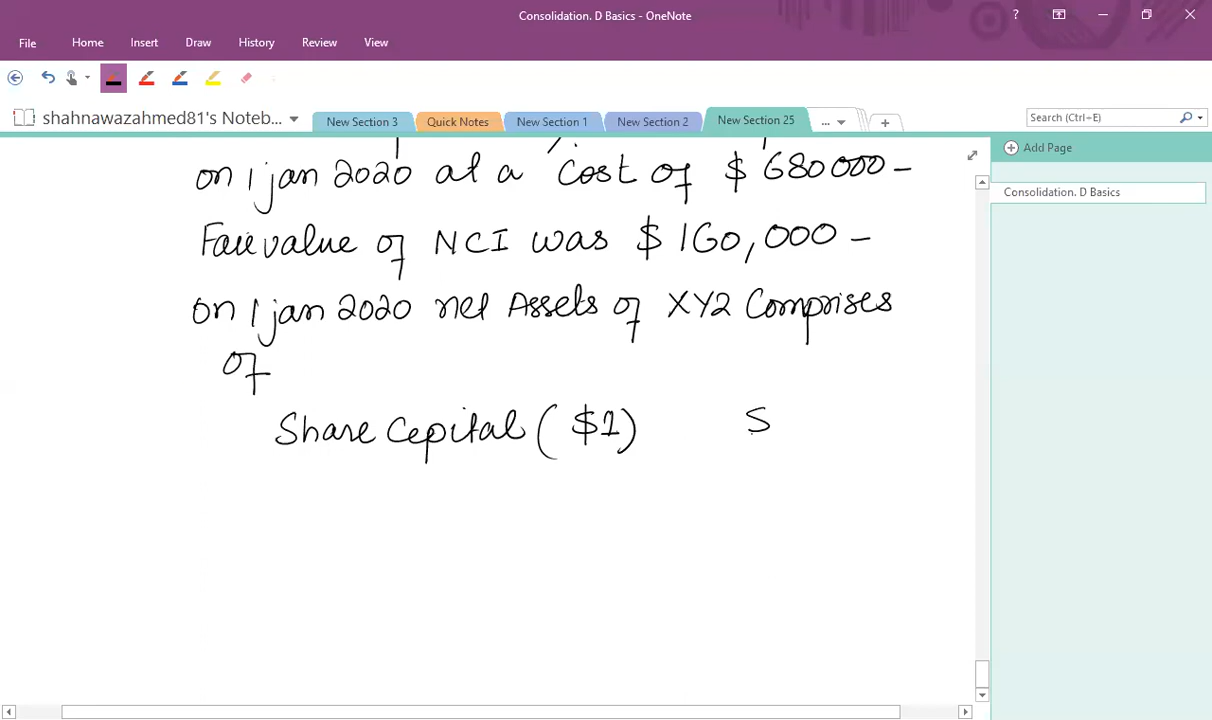 Consolidation. D Basics - OneNote
?
File Home Insert Draw History Review View
shahnawazahmed81's Noteb... New Section 3 Quick Notes New Section 1 New Section 2 New Section 25 ... Search (Ctrl+E)
Add Page
Consolidation. D Basics
on 1 jan 2020 at a Cost of $ 680000 -
Fair value of NCI was $ 160,000 -
on 1 jan 2020 net Assets of XYZ Comprises
of
Share Cepital ( $1) S